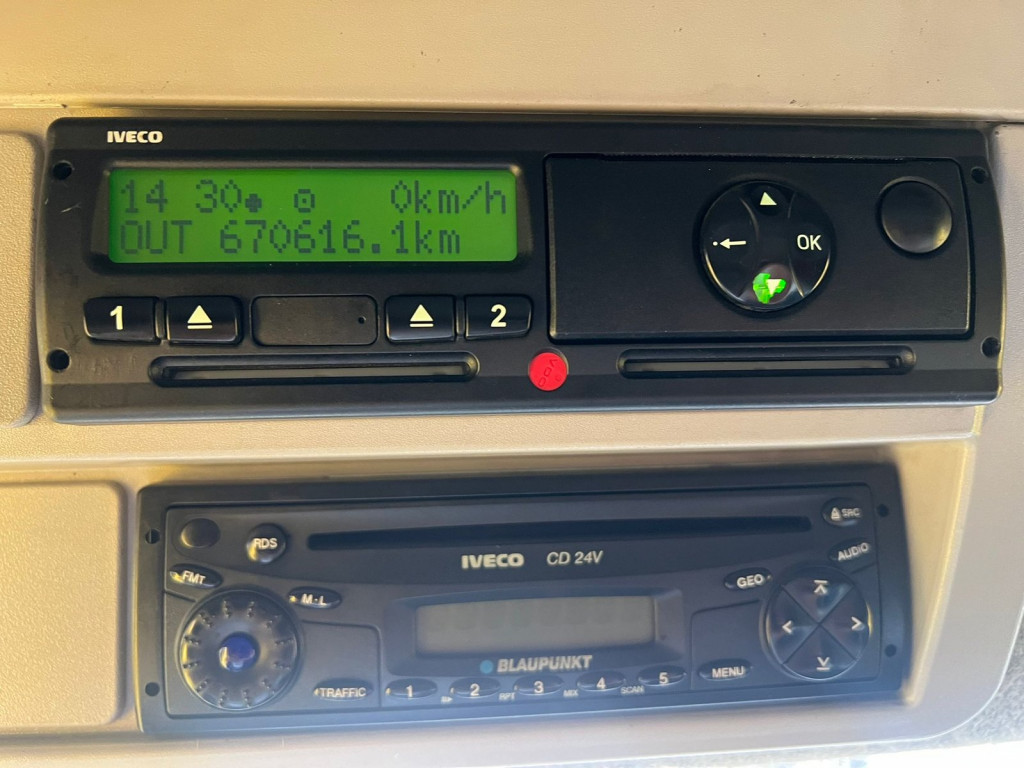 IVECO
14 30 0km/h
OUT 670616.1km
OK
1 2
SRC
RDS
IVECO CD 24V
AUDIO
FMT
GEO
M·L
BLAUPUNKT
MENU
TRAFFIC 1 2 3 4 5
RPT MIX SCAN